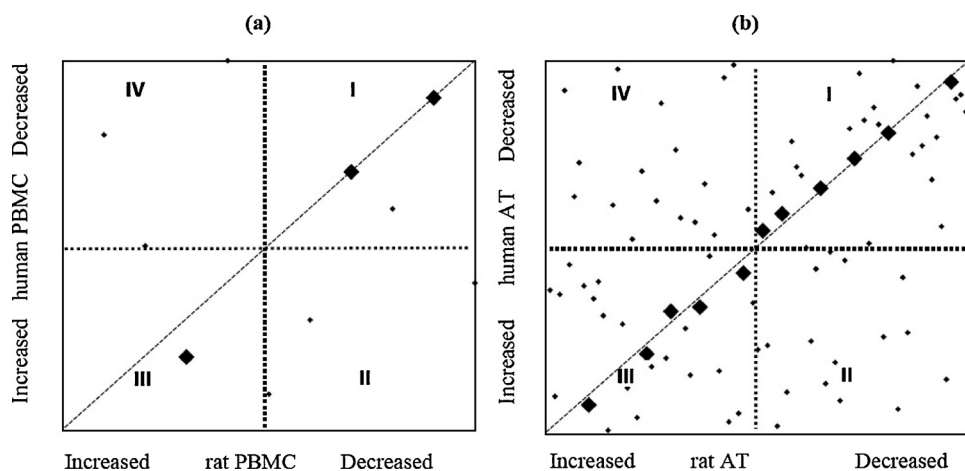 (a)
(b)
Increased human PBMC Decreased
IV
I
III
II
Increased rat PBMC Decreased
Increased human AT Decreased
IV
I
III
II
Increased rat AT Decreased